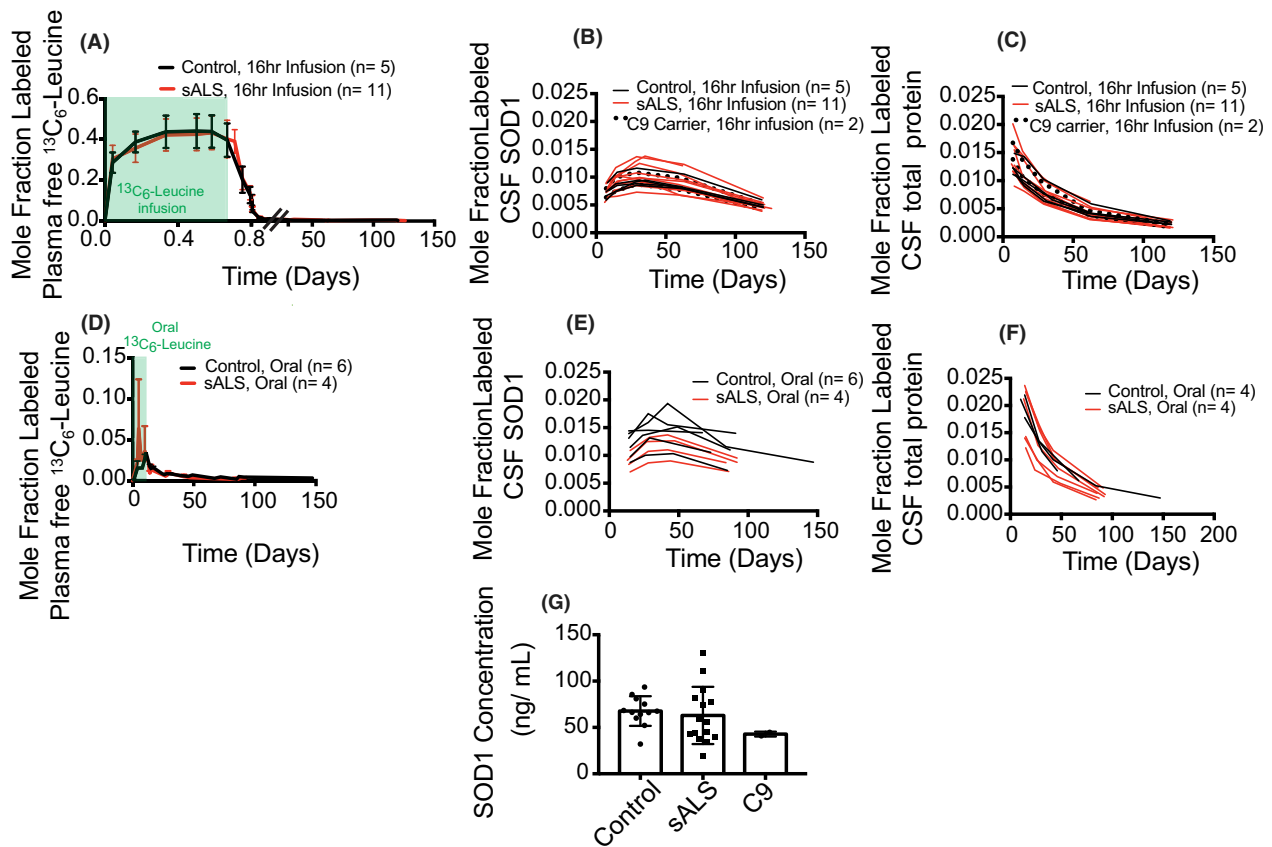 (A)
Mole Fraction Labeled
Plasma free ¹³C₆-Leucine
Control, 16hr Infusion (n= 5)
sALS, 16hr Infusion (n= 11)
¹³C₆-Leucine
infusion
0.6
0.4
0.2
0.0
0.0 0.4 0.8 50 100 150
Time (Days)
(B)
Mole FractionLabeled
CSF SOD1
Control, 16hr Infusion (n= 5)
sALS, 16hr Infusion (n= 11)
C9 Carrier, 16hr infusion (n= 2)
0.025
0.020
0.015
0.010
0.005
0.000
0 50 100 150
Time (Days)
(C)
Mole Fraction Labeled
CSF total protein
Control, 16hr Infusion (n= 5)
sALS, 16hr Infusion (n= 11)
C9 carrier, 16hr Infusion (n= 2)
0.025
0.020
0.015
0.010
0.005
0.000
0 50 100 150
Time (Days)
(D)
Mole Fraction Labeled
Plasma free ¹³C₆-Leucine
Oral
¹³C₆-Leucine
Control, Oral (n= 6)
sALS, Oral (n= 4)
0.15
0.10
0.05
0.00
0 50 100 150
Time (Days)
(E)
Mole FractionLabeled
CSF SOD1
Control, Oral (n= 6)
sALS, Oral (n= 4)
0.025
0.020
0.015
0.010
0.005
0.000
0 50 100 150
Time (Days)
(F)
Mole Fraction Labeled
CSF total protein
Control, Oral (n= 4)
sALS, Oral (n= 4)
0.025
0.020
0.015
0.010
0.005
0.000
0 50 100 150 200
Time (Days)
(G)
SOD1 Concentration
(ng/ mL)
150
100
50
0
Control
sALS
C9